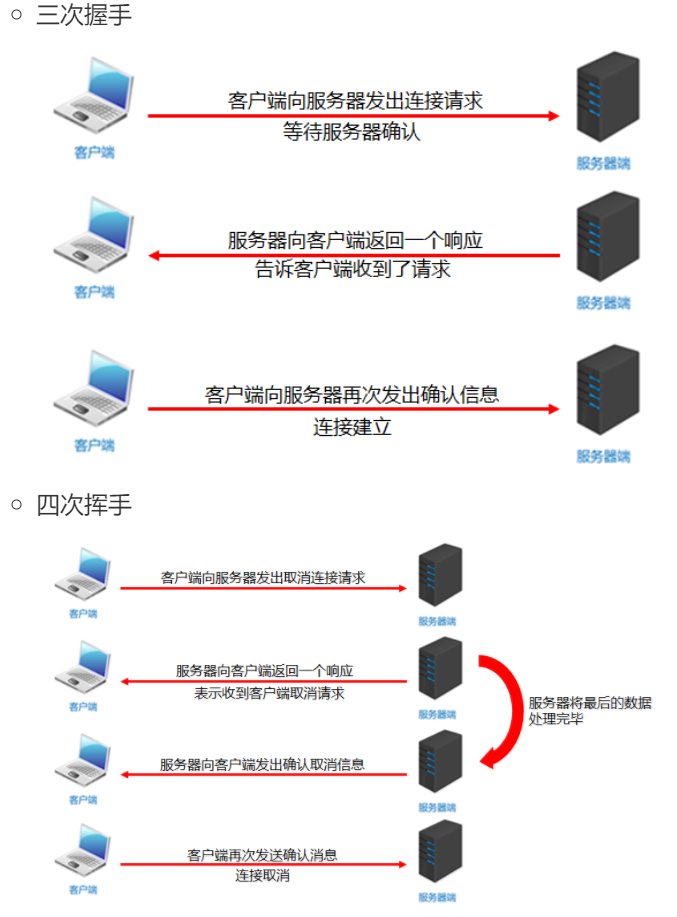 三次握手
客户端向服务器发出连接请求
等待服务器确认
客户端
服务器端
服务器向客户端返回一个响应
告诉客户端收到了请求
客户端
服务器端
客户端向服务器再次发出确认信息
连接建立
客户端
服务器端
四次挥手
客户端向服务器发出取消连接请求
客户端
服务器端
服务器向客户端返回一个响应
表示收到客户端取消请求
客户端
服务器端
服务器将最后的数据
处理完毕
服务器向客户端发出确认取消信息
客户端
服务器端
客户端再次发送确认消息
连接取消
客户端
服务器端